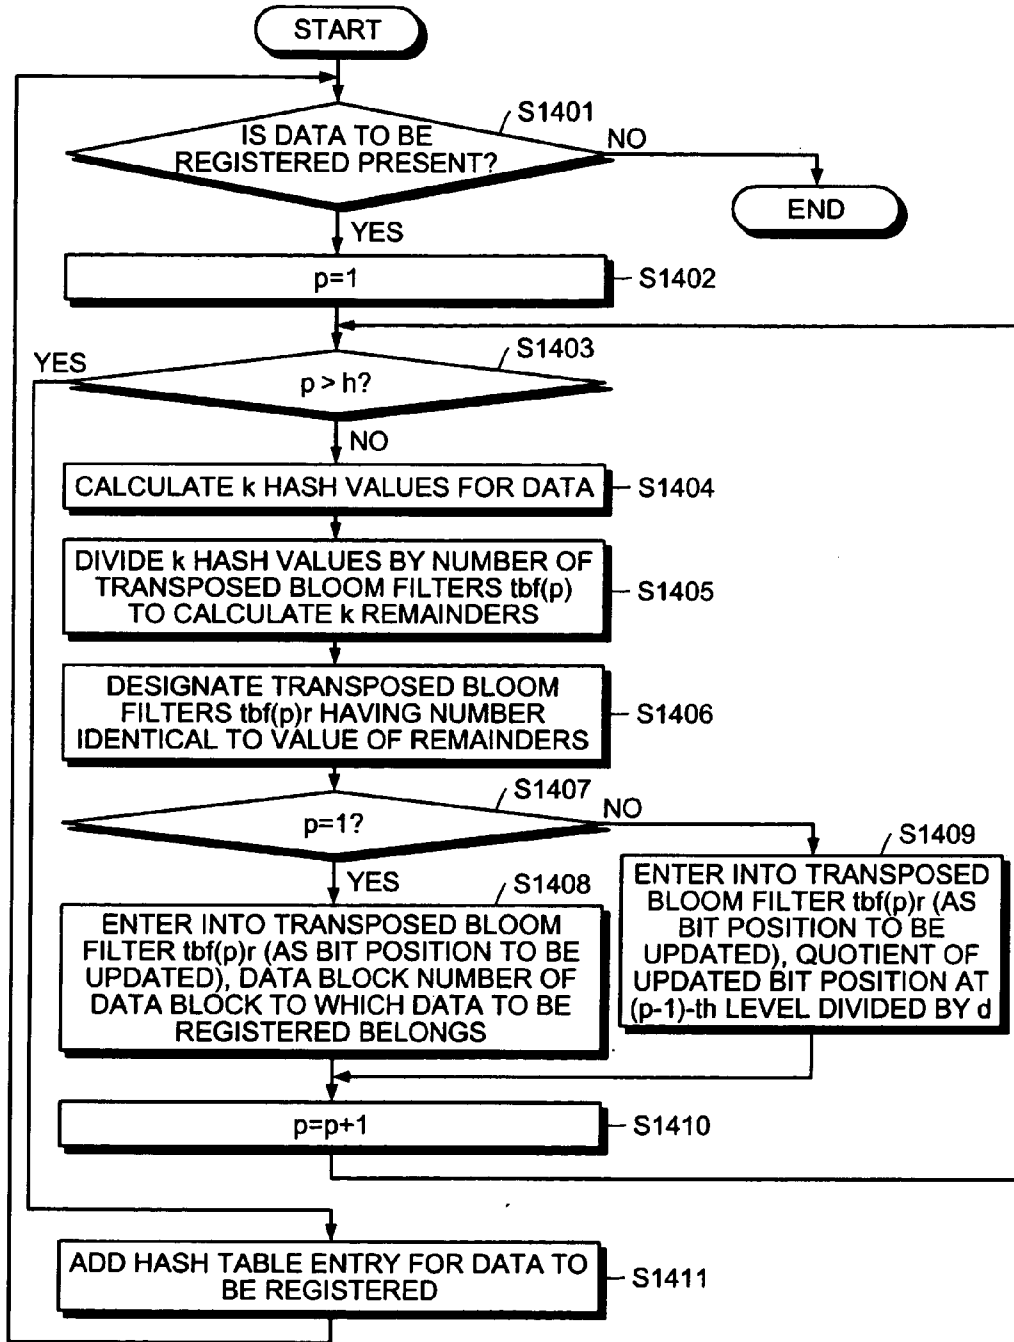 START
S1401
IS DATA TO BE
REGISTERED PRESENT?
NO
END
YES
p=1
S1402
S1403
YES
p > h?
NO
CALCULATE k HASH VALUES FOR DATA
S1404
DIVIDE k HASH VALUES BY NUMBER OF
TRANSPOSED BLOOM FILTERS tbf(p)
TO CALCULATE k REMAINDERS
S1405
DESIGNATE TRANSPOSED BLOOM
FILTERS tbf(p)r HAVING NUMBER
IDENTICAL TO VALUE OF REMAINDERS
S1406
S1407
p=1?
NO
YES
S1408
ENTER INTO TRANSPOSED BLOOM
FILTER tbf(p)r (AS BIT POSITION TO BE
UPDATED), DATA BLOCK NUMBER OF
DATA BLOCK TO WHICH DATA TO BE
REGISTERED BELONGS
S1409
ENTER INTO TRANSPOSED
BLOOM FILTER tbf(p)r (AS
BIT POSITION TO BE
UPDATED), QUOTIENT OF
UPDATED BIT POSITION AT
(p-1)-th LEVEL DIVIDED BY d
p=p+1
S1410
ADD HASH TABLE ENTRY FOR DATA TO
BE REGISTERED
S1411